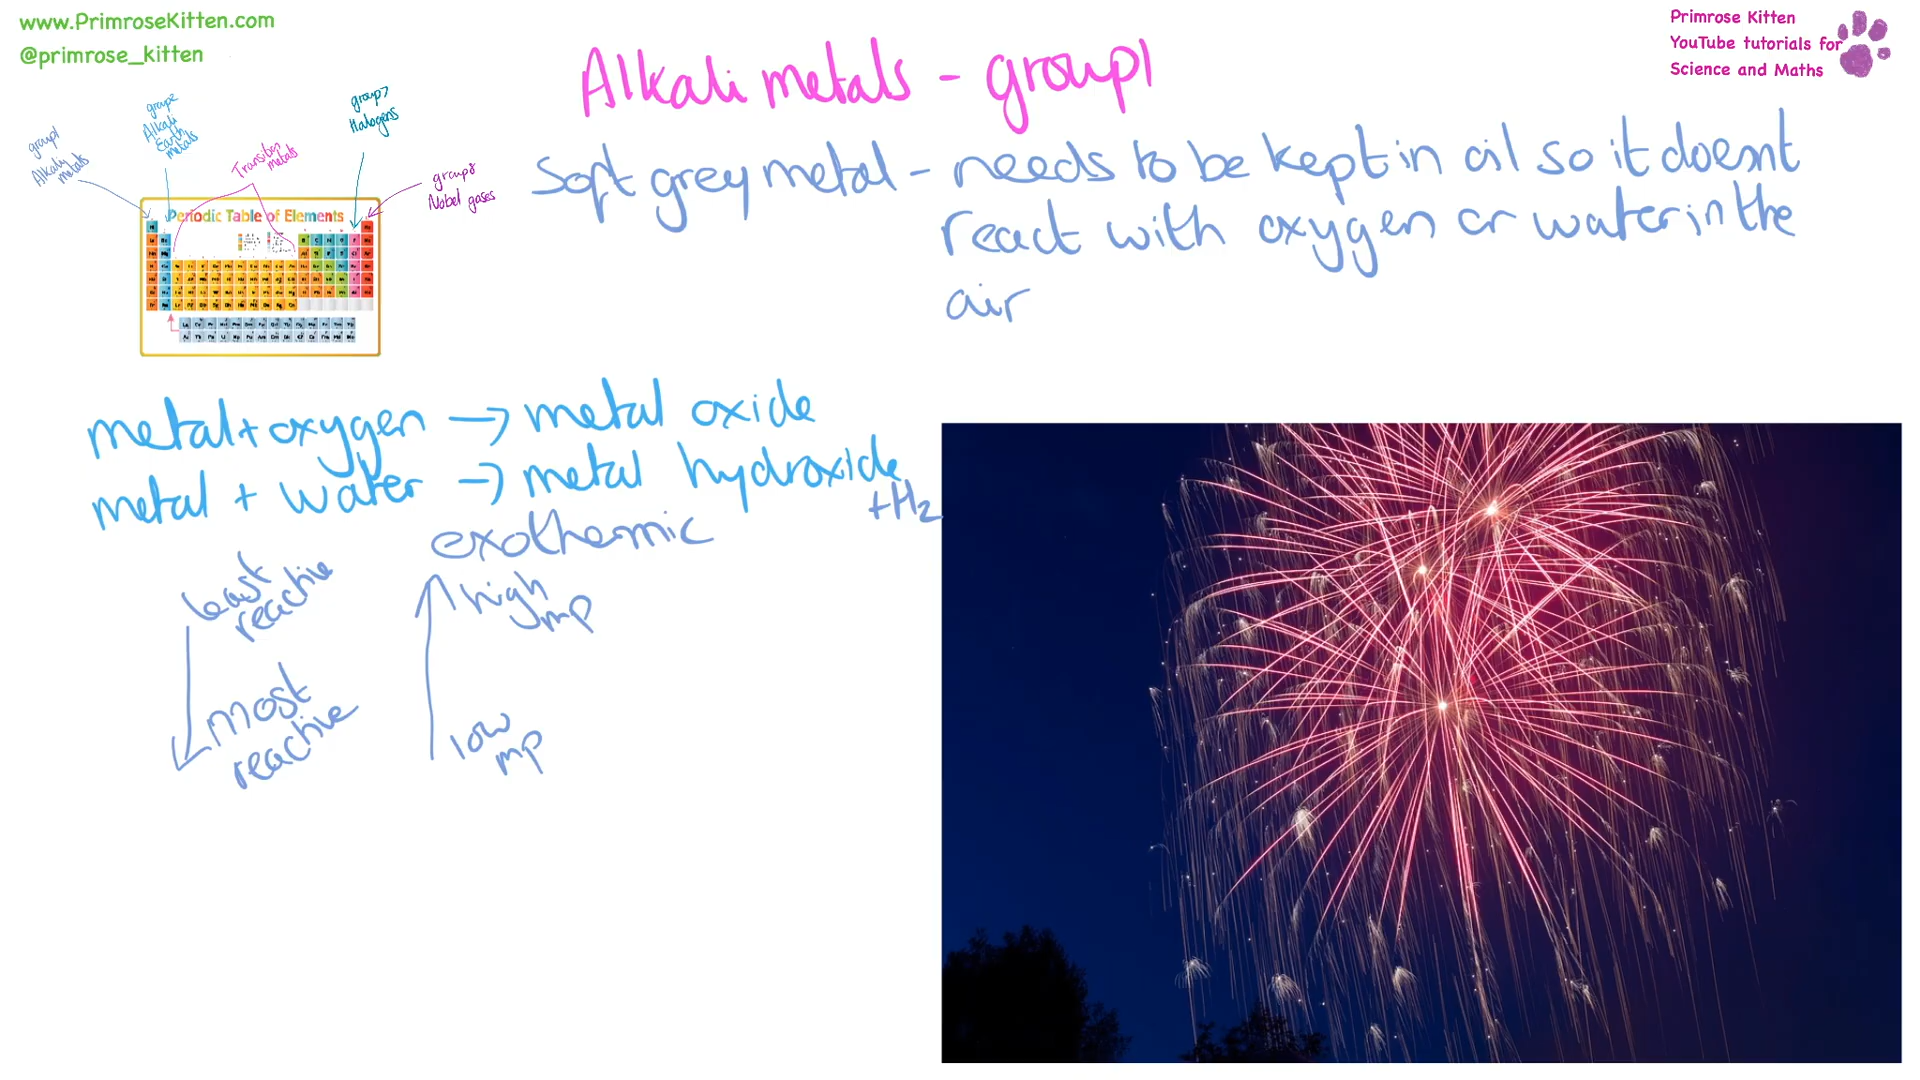 www.PrimroseKitten.com
@primrose_kitten
Primrose Kitten
YouTube tutorials for
Science and Maths
Alkali metals - group1
group1
Alkali
metals
group2
Alkali
Earth
metals
Transition
metals
group7
Halogens
group8
Nobel gases
Periodic Table of Elements
Soft grey metal - needs to be kept in oil so it doesnt
react with oxygen or water in the
air
metal + oxygen → metal oxide
metal + water → metal hydroxide
+ H2
exothermic
least
reactive
most
reactive
high
mp
low
mp